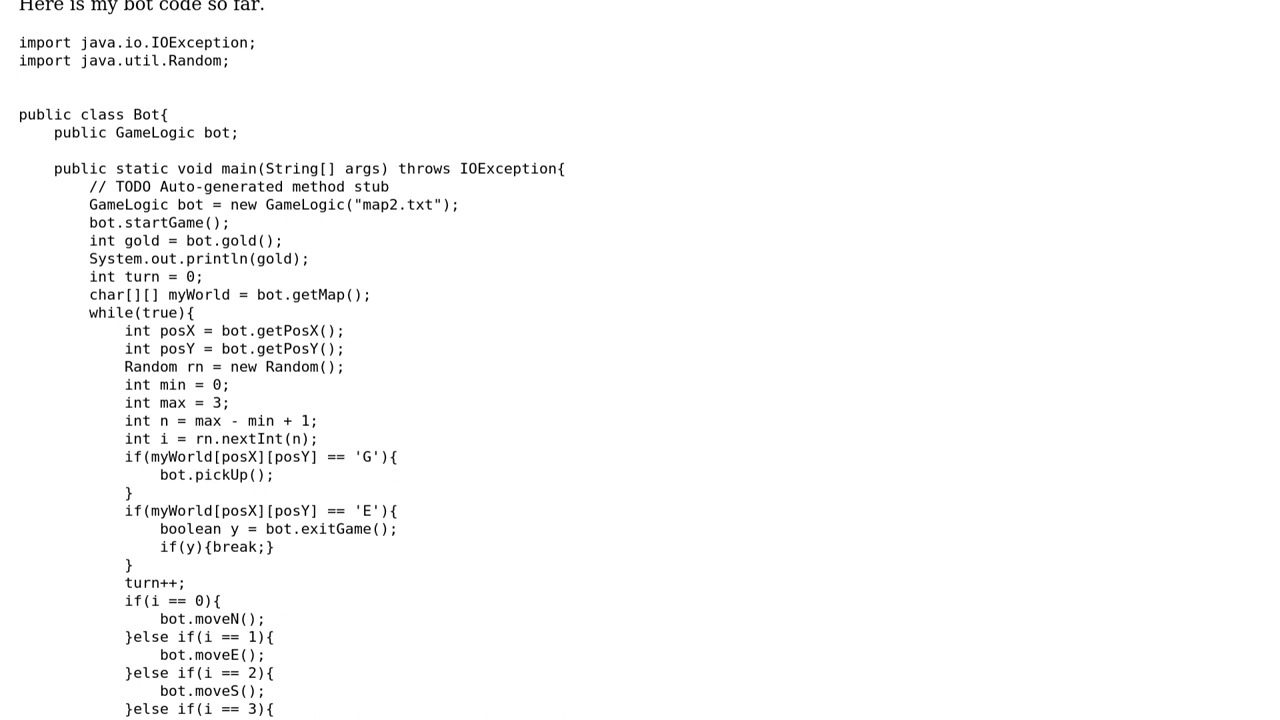 Here is my bot code so far.
import java.io.IOException;
import java.util.Random;
public class Bot{
public GameLogic bot;
public static void main(String[] args) throws IOException{
// TODO Auto-generated method stub
GameLogic bot = new GameLogic("map2.txt");
bot.startGame();
int gold = bot.gold();
System.out.println(gold);
int turn = 0;
char[][] myWorld = bot.getMap();
while(true){
int posX = bot.getPosX();
int posY = bot.getPosY();
Random rn = new Random();
int min = 0;
int max = 3;
int n = max - min + 1;
int i = rn.nextInt(n);
if(myWorld[posX][posY] == 'G'){
bot.pickUp();
}
if(myWorld[posX][posY] == 'E'){
boolean y = bot.exitGame();
if(y){break;}
}
turn++;
if(i == 0){
bot.moveN();
}else if(i == 1){
bot.moveE();
}else if(i == 2){
bot.moveS();
}else if(i == 3){